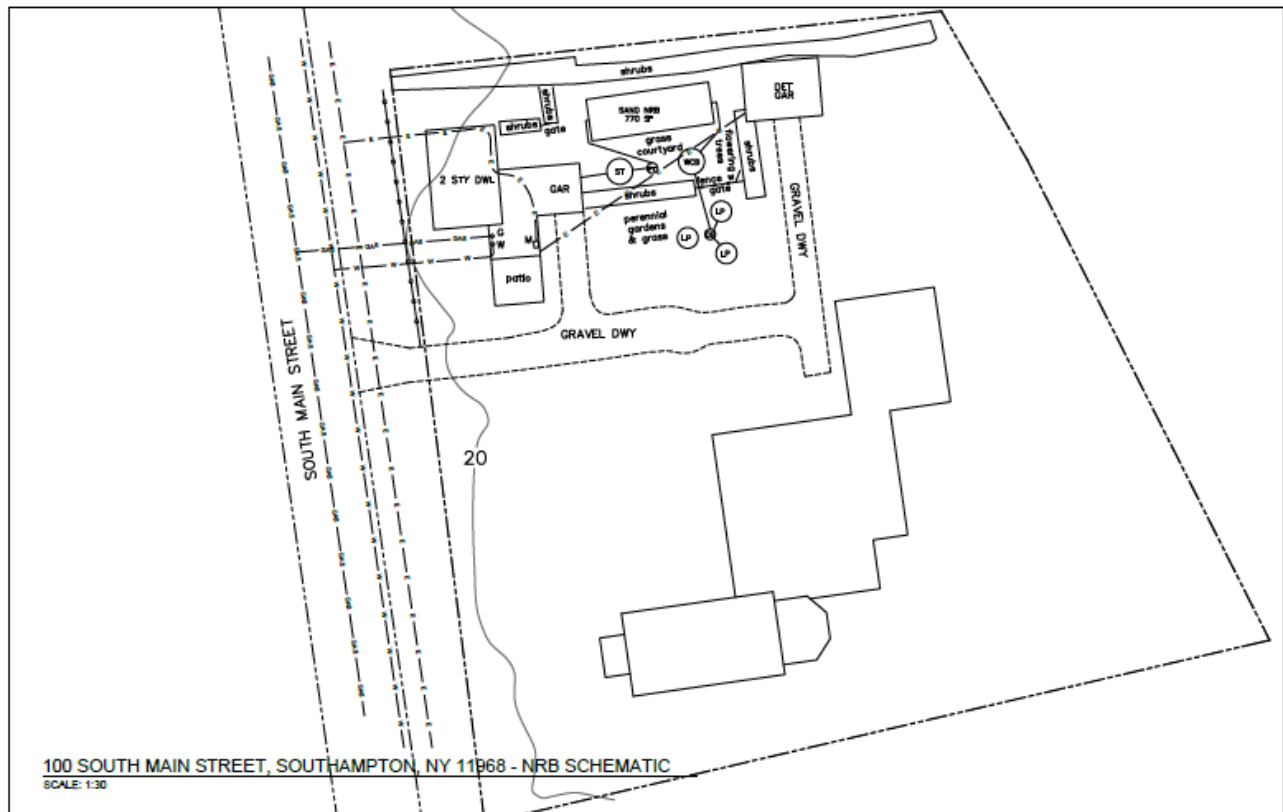 shrubs
DET
GAR
shrubs
SAND NRB
770 SF
shrubs
gate
grass
courtyard
flowering
trees
shrubs
2 STY DWL
GAR
ST
WCB
fence &
gate
shrubs
perennial
gardens
& grass
LP
LP
LP
GRAVEL DWY
G
W
M
patio
GRAVEL DWY
SOUTH MAIN STREET
GAS
W
E
20
100 SOUTH MAIN STREET, SOUTHAMPTON, NY 11968 - NRB SCHEMATIC
SCALE: 1:30